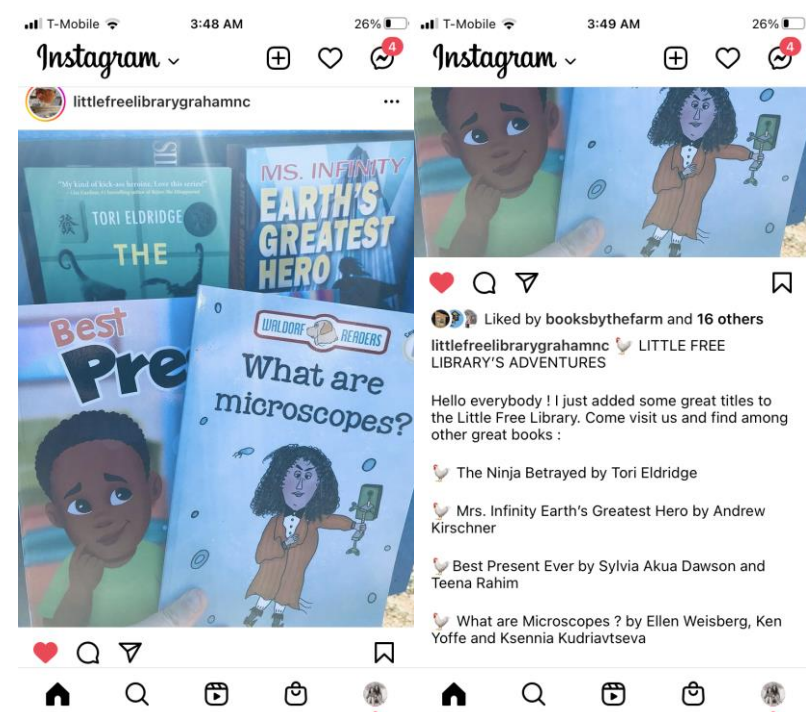 T-Mobile 3:48 AM 26%
Instagram
4
littlefreelibrarygrahamnc
"My kind of kick-ass heroine. Love this series!"
TORI ELDRIDGE
THE
MS. INFINITY
EARTH'S
GREATEST
HERO
Best
Pre
WALDORF READERS
What are
microscopes?
T-Mobile 3:49 AM 26%
Instagram
4
Liked by booksbythefarm and 16 others
littlefreelibrarygrahamnc 🐓 LITTLE FREE
LIBRARY'S ADVENTURES
Hello everybody ! I just added some great titles to
the Little Free Library. Come visit us and find among
other great books :
🐓 The Ninja Betrayed by Tori Eldridge
🐓 Mrs. Infinity Earth's Greatest Hero by Andrew
Kirschner
🐓 Best Present Ever by Sylvia Akua Dawson and
Teena Rahim
🐓 What are Microscopes ? by Ellen Weisberg, Ken
Yoffe and Ksennia Kudriavtseva